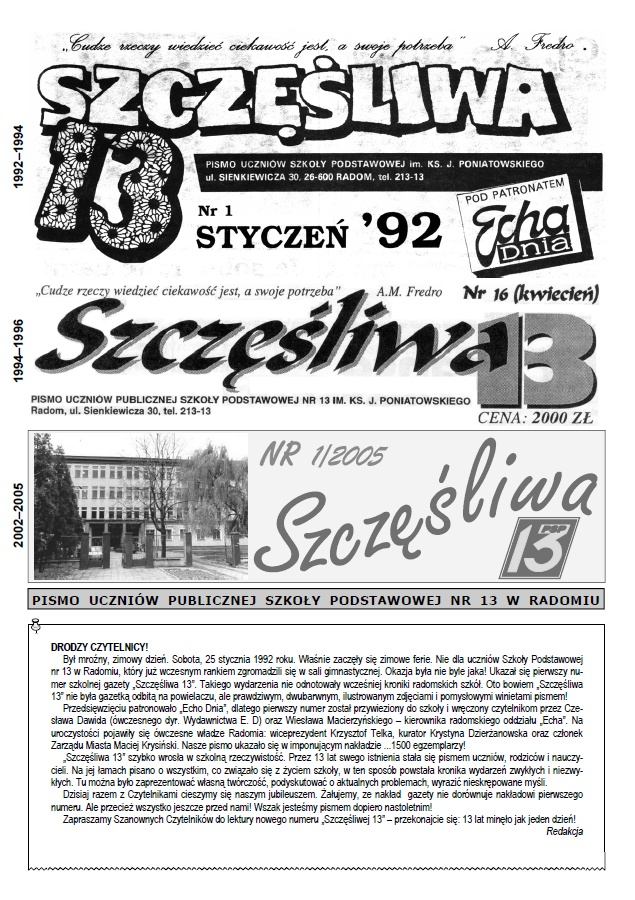 „Cudze rzeczy wiedzieć ciekawość jest, a swoje potrzeba" A. Fredro.
SZCZĘŚLIWA
13
1992–1994
PISMO UCZNIÓW SZKOŁY PODSTAWOWEJ im. KS. J. PONIATOWSKIEGO
ul. SIENKIEWICZA 30, 26-600 RADOM, tel. 213-13
Nr 1
STYCZEŃ '92
POD PATRONATEM
Echa
DNIA
„Cudze rzeczy wiedzieć ciekawość jest, a swoje potrzeba" A.M. Fredro
Nr 16 (kwiecień)
Szczęśliwa 13
1994–1996
PISMO UCZNIÓW PUBLICZNEJ SZKOŁY PODSTAWOWEJ NR 13 IM. KS. J. PONIATOWSKIEGO
Radom, ul. Sienkiewicza 30, tel. 213-13
CENA: 2000 ZŁ
2002–2005
NR 1/2005
Szczęśliwa
PSP
13
PISMO UCZNIÓW PUBLICZNEJ SZKOŁY PODSTAWOWEJ NR 13 W RADOMIU
DRODZY CZYTELNICY!
Był mroźny, zimowy dzień. Sobota, 25 stycznia 1992 roku. Właśnie zaczęły się zimowe ferie. Nie dla uczniów Szkoły Podstawowej
nr 13 w Radomiu, który już wczesnym rankiem zgromadzili się w sali gimnastycznej. Okazja była nie byle jaka! Ukazał się pierwszy nu-
mer szkolnej gazety „Szczęśliwa 13". Takiego wydarzenia nie odnotowały wcześniej kroniki radomskich szkół. Oto bowiem „Szczęśliwa
13" nie była gazetką odbitą na powielaczu, ale prawdziwym, dwubarwnym, ilustrowanym zdjęciami i pomysłowymi winietami pismem!
Przedsięwzięciu patronowało „Echo Dnia", dlatego pierwszy numer został przywieziony do szkoły i wręczony czytelnikom przez Cze-
sława Dawida (ówczesnego dyr. Wydawnictwa E. D) oraz Wiesława Macierzyńskiego – kierownika radomskiego oddziału „Echa". Na
uroczystości pojawiły się ówczesne władze Radomia: wiceprezydent Krzysztof Telka, kurator Krystyna Dzierżanowska oraz członek
Zarządu Miasta Maciej Krysiński. Nasze pismo ukazało się w imponującym nakładzie ...1500 egzemplarzy!
„Szczęśliwa 13" szybko wrosła w szkolną rzeczywistość. Przez 13 lat swego istnienia stała się pismem uczniów, rodziców i nauczy-
cieli. Na jej łamach pisano o wszystkim, co związało się z życiem szkoły, w ten sposób powstała kronika wydarzeń zwykłych i niezwy-
kłych. Tu można było zaprezentować własną twórczość, podyskutować o aktualnych problemach, wyrazić nieskrępowane myśli.
Dzisiaj razem z Czytelnikami cieszymy się naszym jubileuszem. Żałujemy, ze nakład gazety nie dorównuje nakładowi pierwszego
numeru. Ale przecież wszystko jeszcze przed nami! Wszak jesteśmy pismem dopiero nastoletnim!
Zapraszamy Szanownych Czytelników do lektury nowego numeru „Szczęśliwej 13" – przekonajcie się: 13 lat minęło jak jeden dzień!
Redakcja